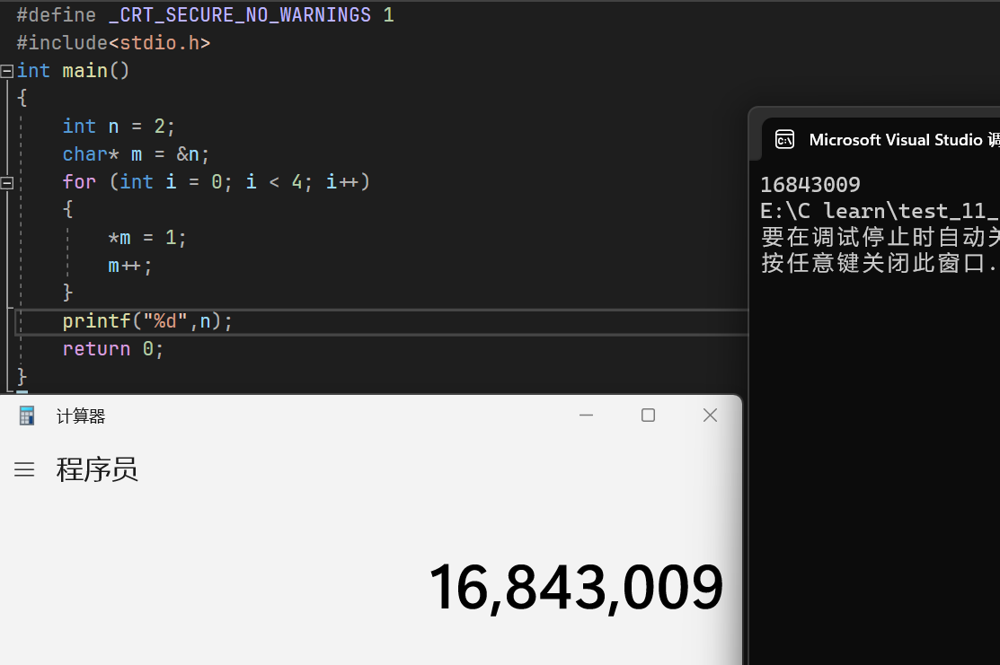 #define _CRT_SECURE_NO_WARNINGS 1
#include<stdio.h>
int main()
{
int n = 2;
char* m = &n;
for (int i = 0; i < 4; i++)
{
*m = 1;
m++;
}
printf("%d",n);
return 0;
}
Microsoft Visual Studio 调
16843009
E:\C learn\test_11_
要在调试停止时自动关
按任意键关闭此窗口.
计算器
程序员
16,843,009